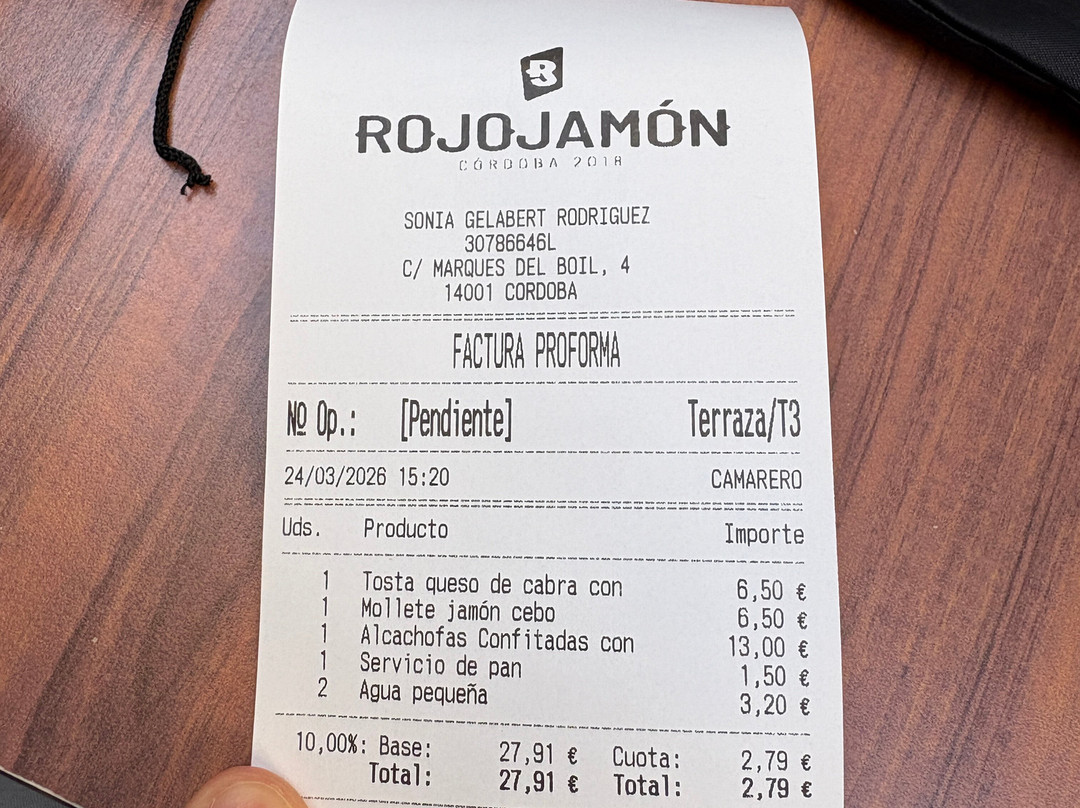 B
ROJOJAMÓN
CÓRDOBA 2018
SONIA GELABERT RODRIGUEZ
30786646L
C/ MARQUES DEL BOIL, 4
14001 CORDOBA
FACTURA PROFORMA
Nº Op.: [Pendiente] Terraza/T3
24/03/2026 15:20 CAMARERO
Uds. Producto Importe
1 Tosta queso de cabra con 6,50 €
1 Mollete jamón cebo 6,50 €
1 Alcachofas Confitadas con 13,00 €
1 Servicio de pan 1,50 €
2 Agua pequeña 3,20 €
10,00%: Base: 27,91 € Cuota: 2,79 €
Total: 27,91 € Total: 2,79 €